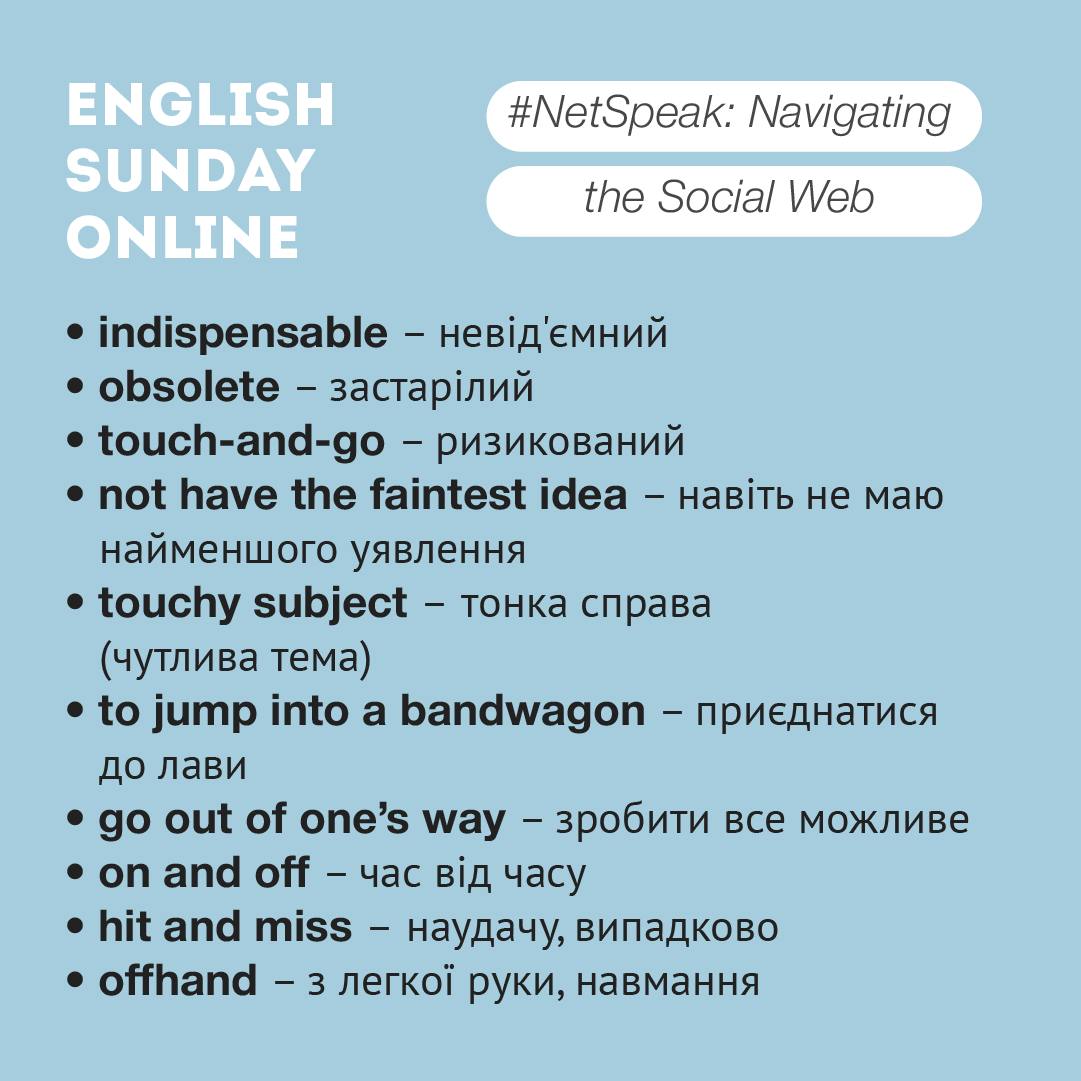 ENGLISH
SUNDAY
ONLINE
#NetSpeak: Navigating
the Social Web
• indispensable – невід'ємний
• obsolete – застарілий
• touch-and-go – ризикований
• not have the faintest idea – навіть не маю
найменшого уявлення
• touchy subject – тонка справа
(чутлива тема)
• to jump into a bandwagon – приєднатися
до лави
• go out of one’s way – зробити все можливе
• on and off – час від часу
• hit and miss – наудачу, випадково
• offhand – з легкої руки, навмання